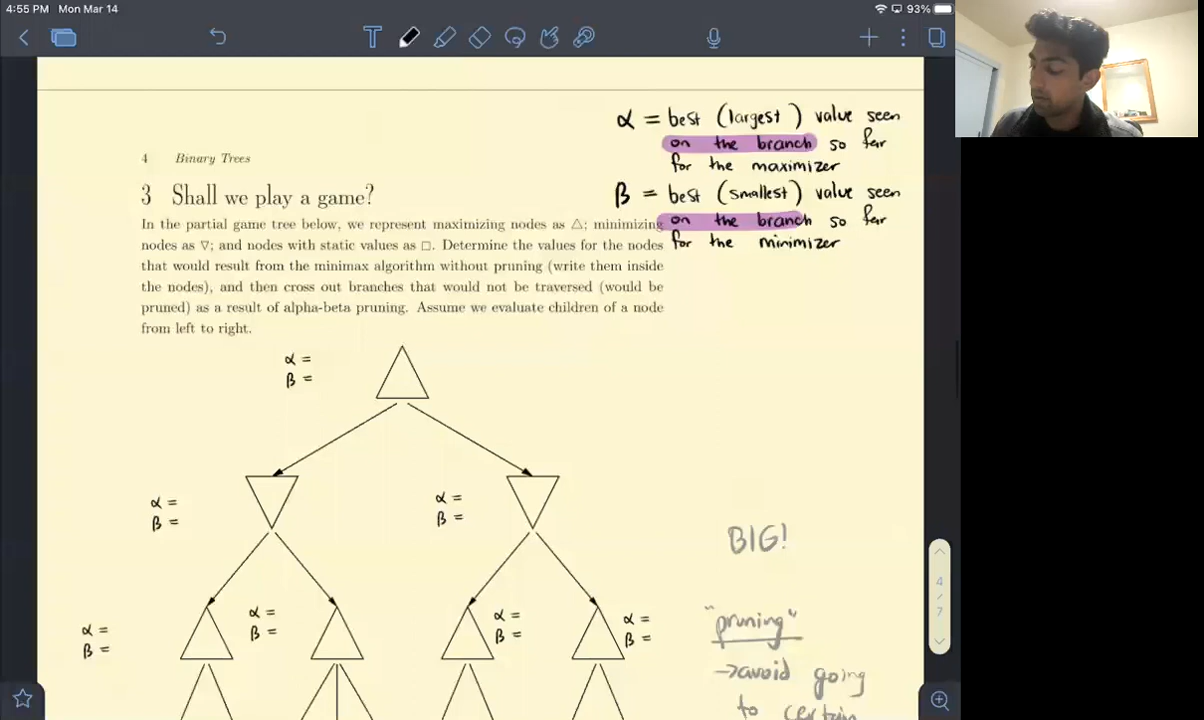 4:55 PM Mon Mar 14
93%
α = best (largest) value seen
on the branch so far
for the maximizer
β = best (smallest) value seen
on the branch so far
for the minimizer
4 Binary Trees
3 Shall we play a game?
In the partial game tree below, we represent maximizing nodes as △; minimizing
nodes as ▽; and nodes with static values as □. Determine the values for the nodes
that would result from the minimax algorithm without pruning (write them inside
the nodes), and then cross out branches that would not be traversed (would be
pruned) as a result of alpha-beta pruning. Assume we evaluate children of a node
from left to right.
α =
β =
α =
β =
α =
β =
BIG!
α =
β =
α =
β =
α =
β =
α =
β =
"pruning"
→avoid going
to certain
4
/
7